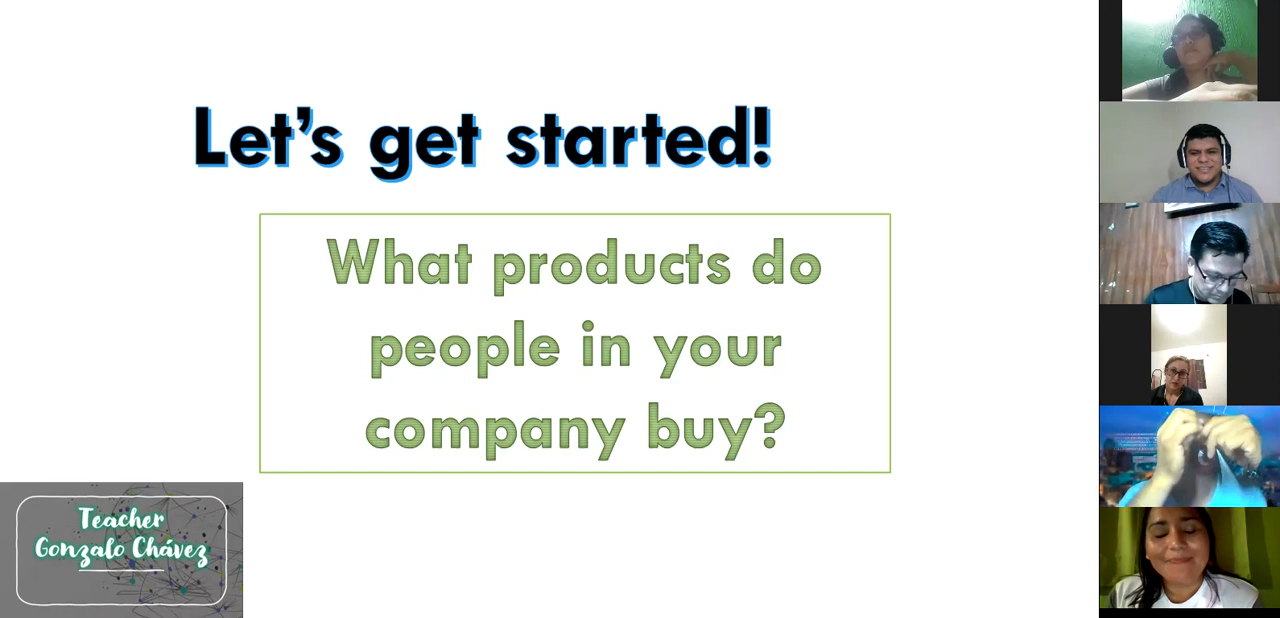 Let's get started!
What products do
people in your
company buy?
Teacher
Gonzalo Chávez